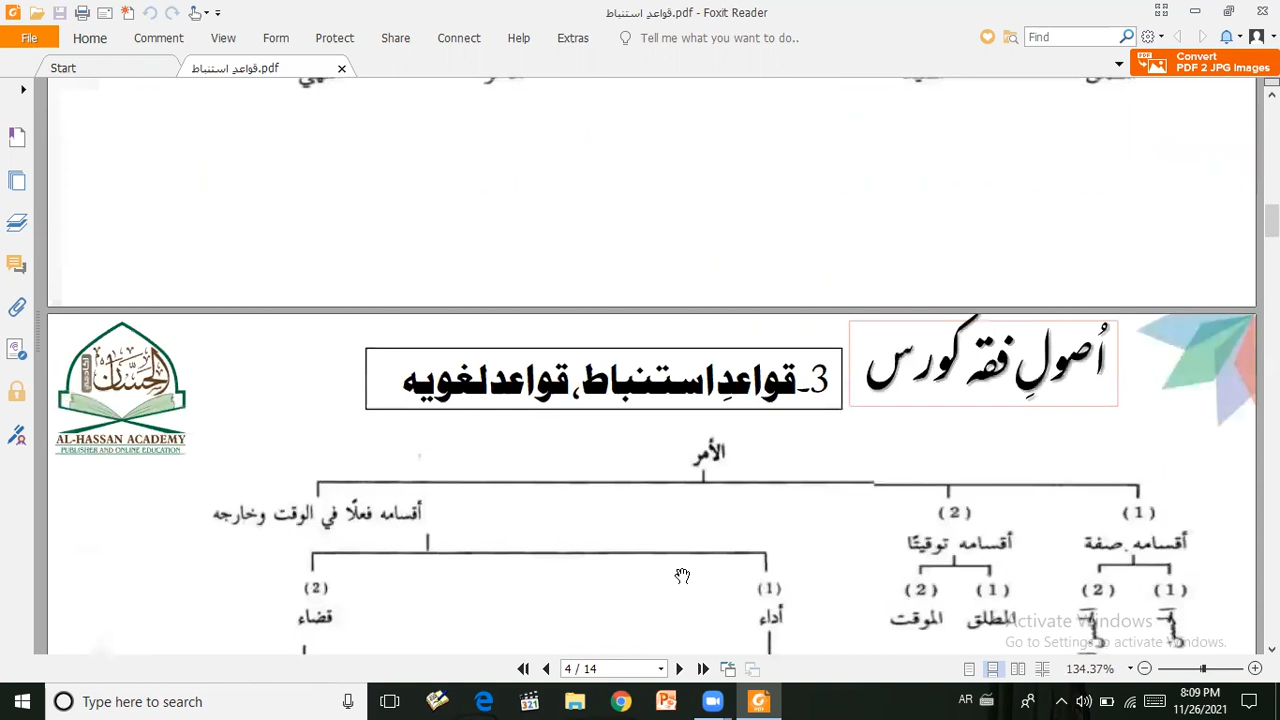 قواعدِ استنباط.pdf - Foxit Reader
File Home Comment View Form Protect Share Connect Help Extras Tell me what you want to do.. Find
Start قواعدِ استنباط.pdf
Convert
PDF 2 JPG Images
اُصولِ فقہ کورس
3۔قواعدِ استنباط،قواعد لغویه
الحسان
AL-HASSAN ACADEMY
PUBLISHER AND ONLINE EDUCATION
الأمر
(1) (2)
أقسامه صفة أقسامه توقيتًا أقسامه فعلًا في الوقت وخارجه
(1) (2) (1) (2) (1) (2)
المطلق الموقت أداء قضاء
Activate Windows
Go to Settings to activate Windows.
4 / 14 134.37%
Type here to search AR 8:09 PM
11/26/2021